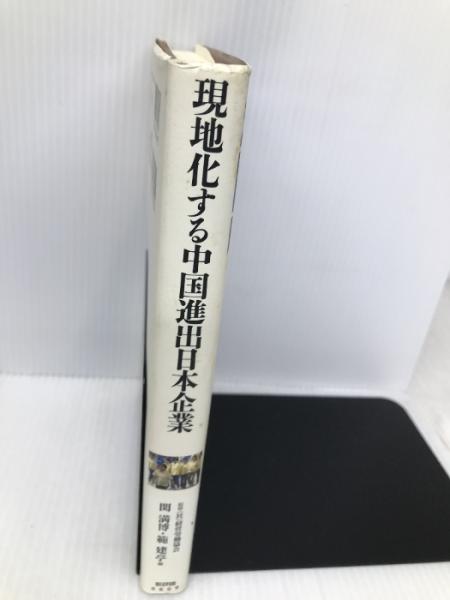 現地化する中国進出日本企業
関 満博・範 建亭 編